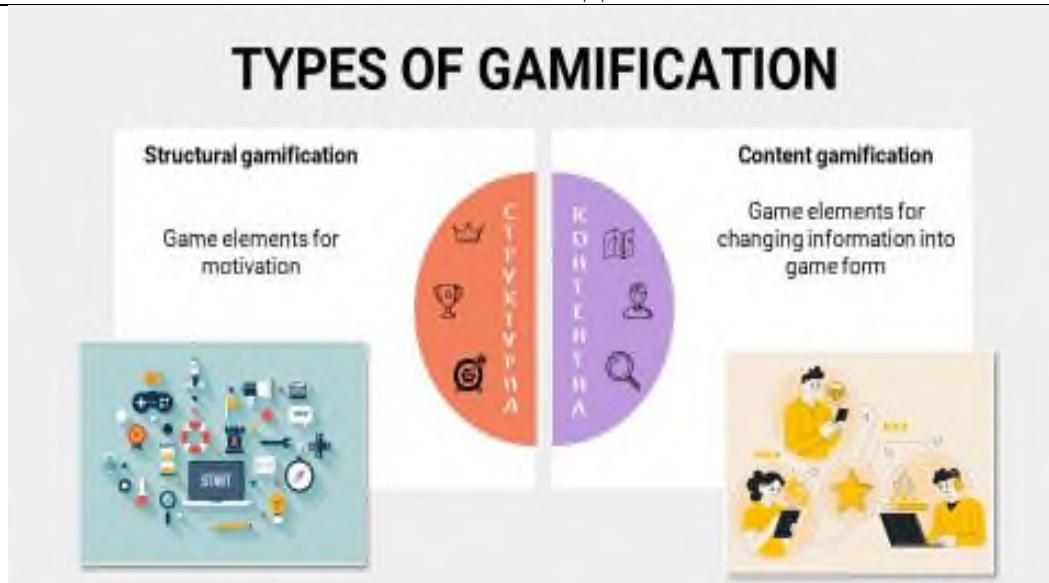 TYPES OF GAMIFICATION
Structural gamification
Game elements for
motivation
СТРУКТУРНА
КОНТЕНТНА
Content gamification
Game elements for
changing information into
game form
START